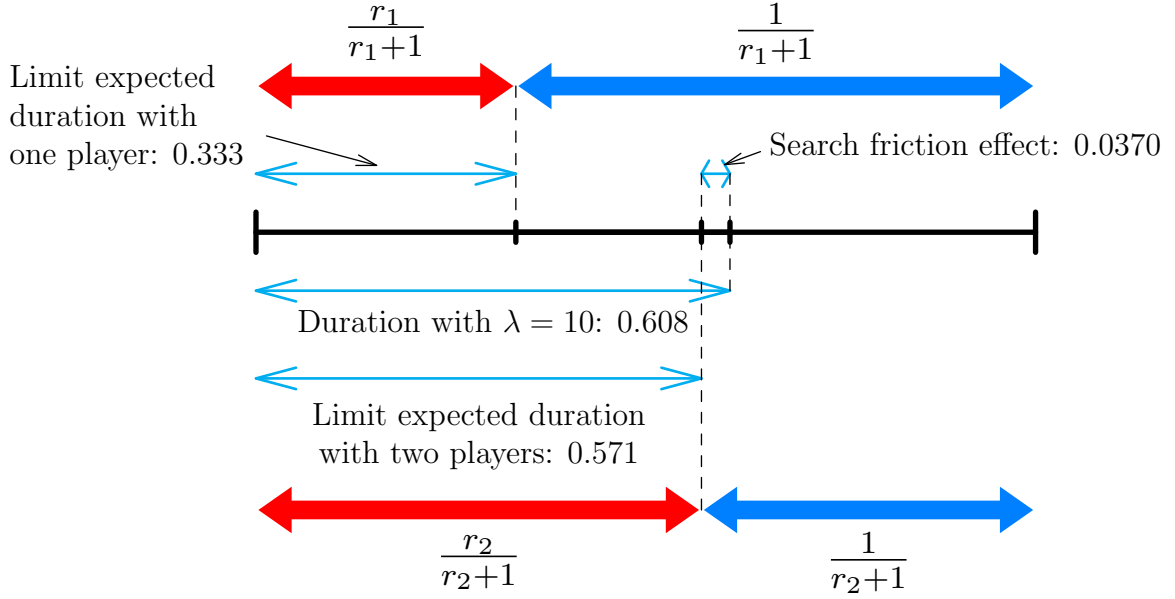 r₁/(r₁+1)
1/(r₁+1)
Limit expected
duration with
one player: 0.333
Search friction effect: 0.0370
Duration with λ = 10: 0.608
Limit expected duration
with two players: 0.571
r₂/(r₂+1)
1/(r₂+1)